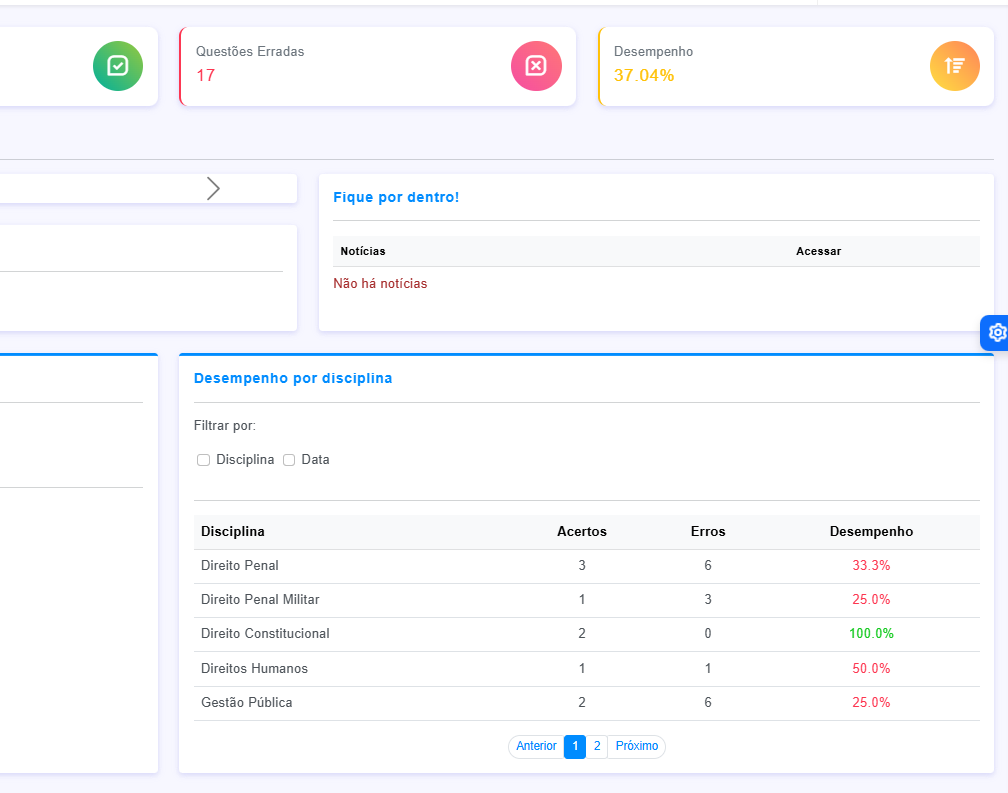 Questões Erradas
17
Desempenho
37.04%
Fique por dentro!
Notícias Acessar
Não há notícias
Desempenho por disciplina
Filtrar por:
Disciplina Data
Disciplina Acertos Erros Desempenho
Direito Penal 3 6 33.3%
Direito Penal Militar 1 3 25.0%
Direito Constitucional 2 0 100.0%
Direitos Humanos 1 1 50.0%
Gestão Pública 2 6 25.0%
Anterior 1 2 Próximo